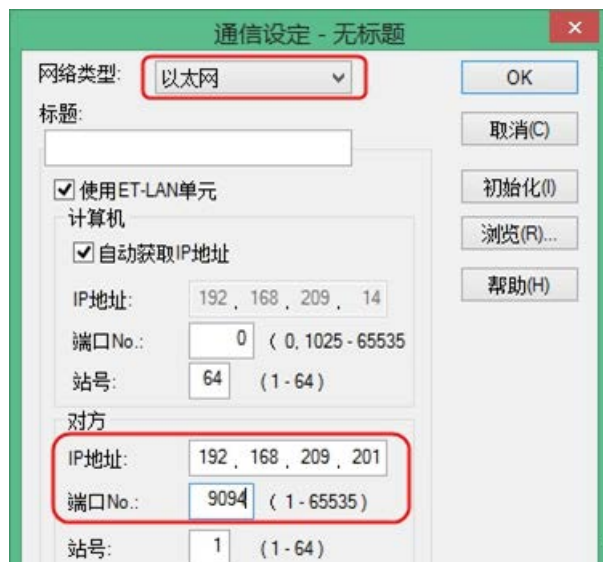 通信设定 - 无标题
网络类型: 以太网
OK
标题:
取消(C)
使用ET-LAN单元
初始化(I)
计算机
浏览(R)...
自动获取IP地址
帮助(H)
IP地址: 192 . 168 . 209 . 14
端口No.: 0 ( 0, 1025 - 65535
站号: 64 ( 1 - 64 )
对方
IP地址: 192 . 168 . 209 . 201
端口No.: 9094 ( 1 - 65535 )
站号: 1 ( 1 - 64 )